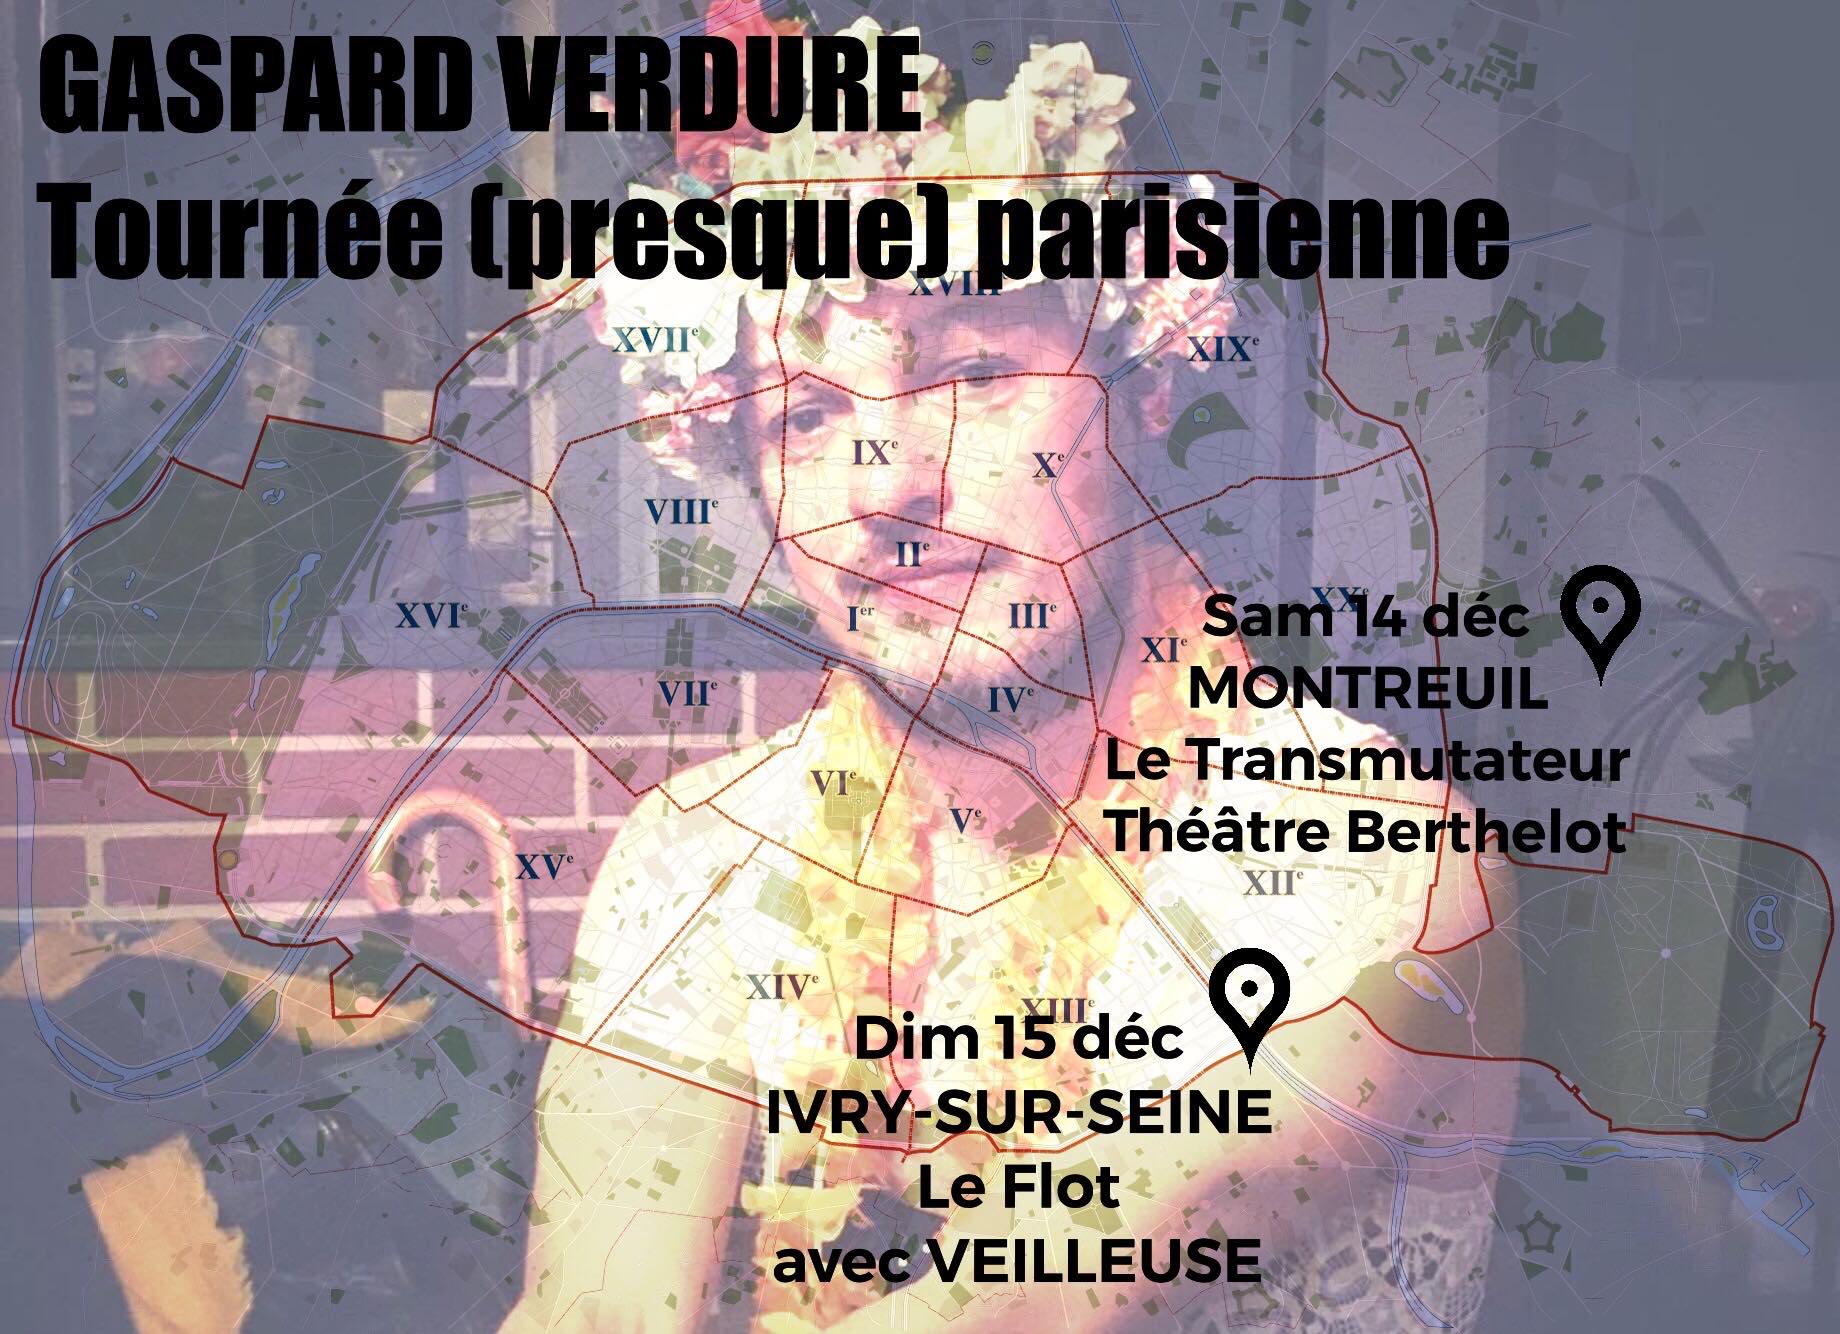 GASPARD VERDURE
Tournée (presque) parisienne
XVIIIe
XVIIe
XIXe
IXe
Xe
VIIIe
IIe
XVIe
Ier
IIIe
XXe
XIe
Sam 14 déc
MONTREUIL
Le Transmutateur
Théâtre Berthelot
VIIe
IVe
VIe
Ve
XVe
XIIe
XIVe
XIIIe
Dim 15 déc
IVRY-SUR-SEINE
Le Flot
avec VEILLEUSE